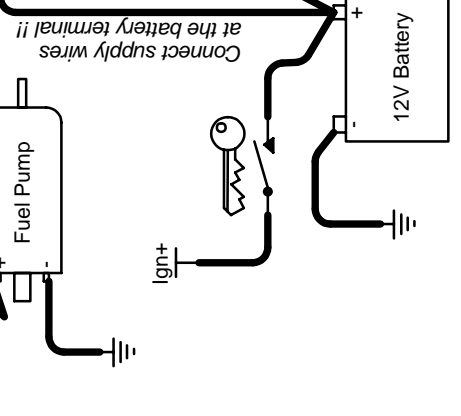 Connect supply wires
at the battery terminal !!
+
12V Battery
-
Fuel Pump
+
-
Ign+